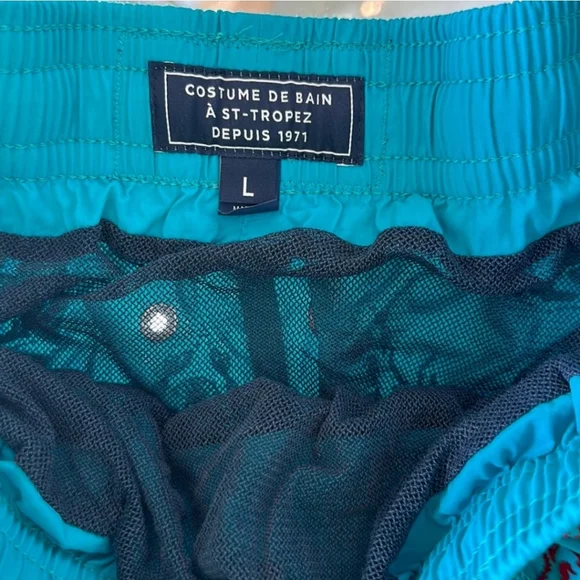 COSTUME DE BAIN
À ST-TROPEZ
DEPUIS 1971
L